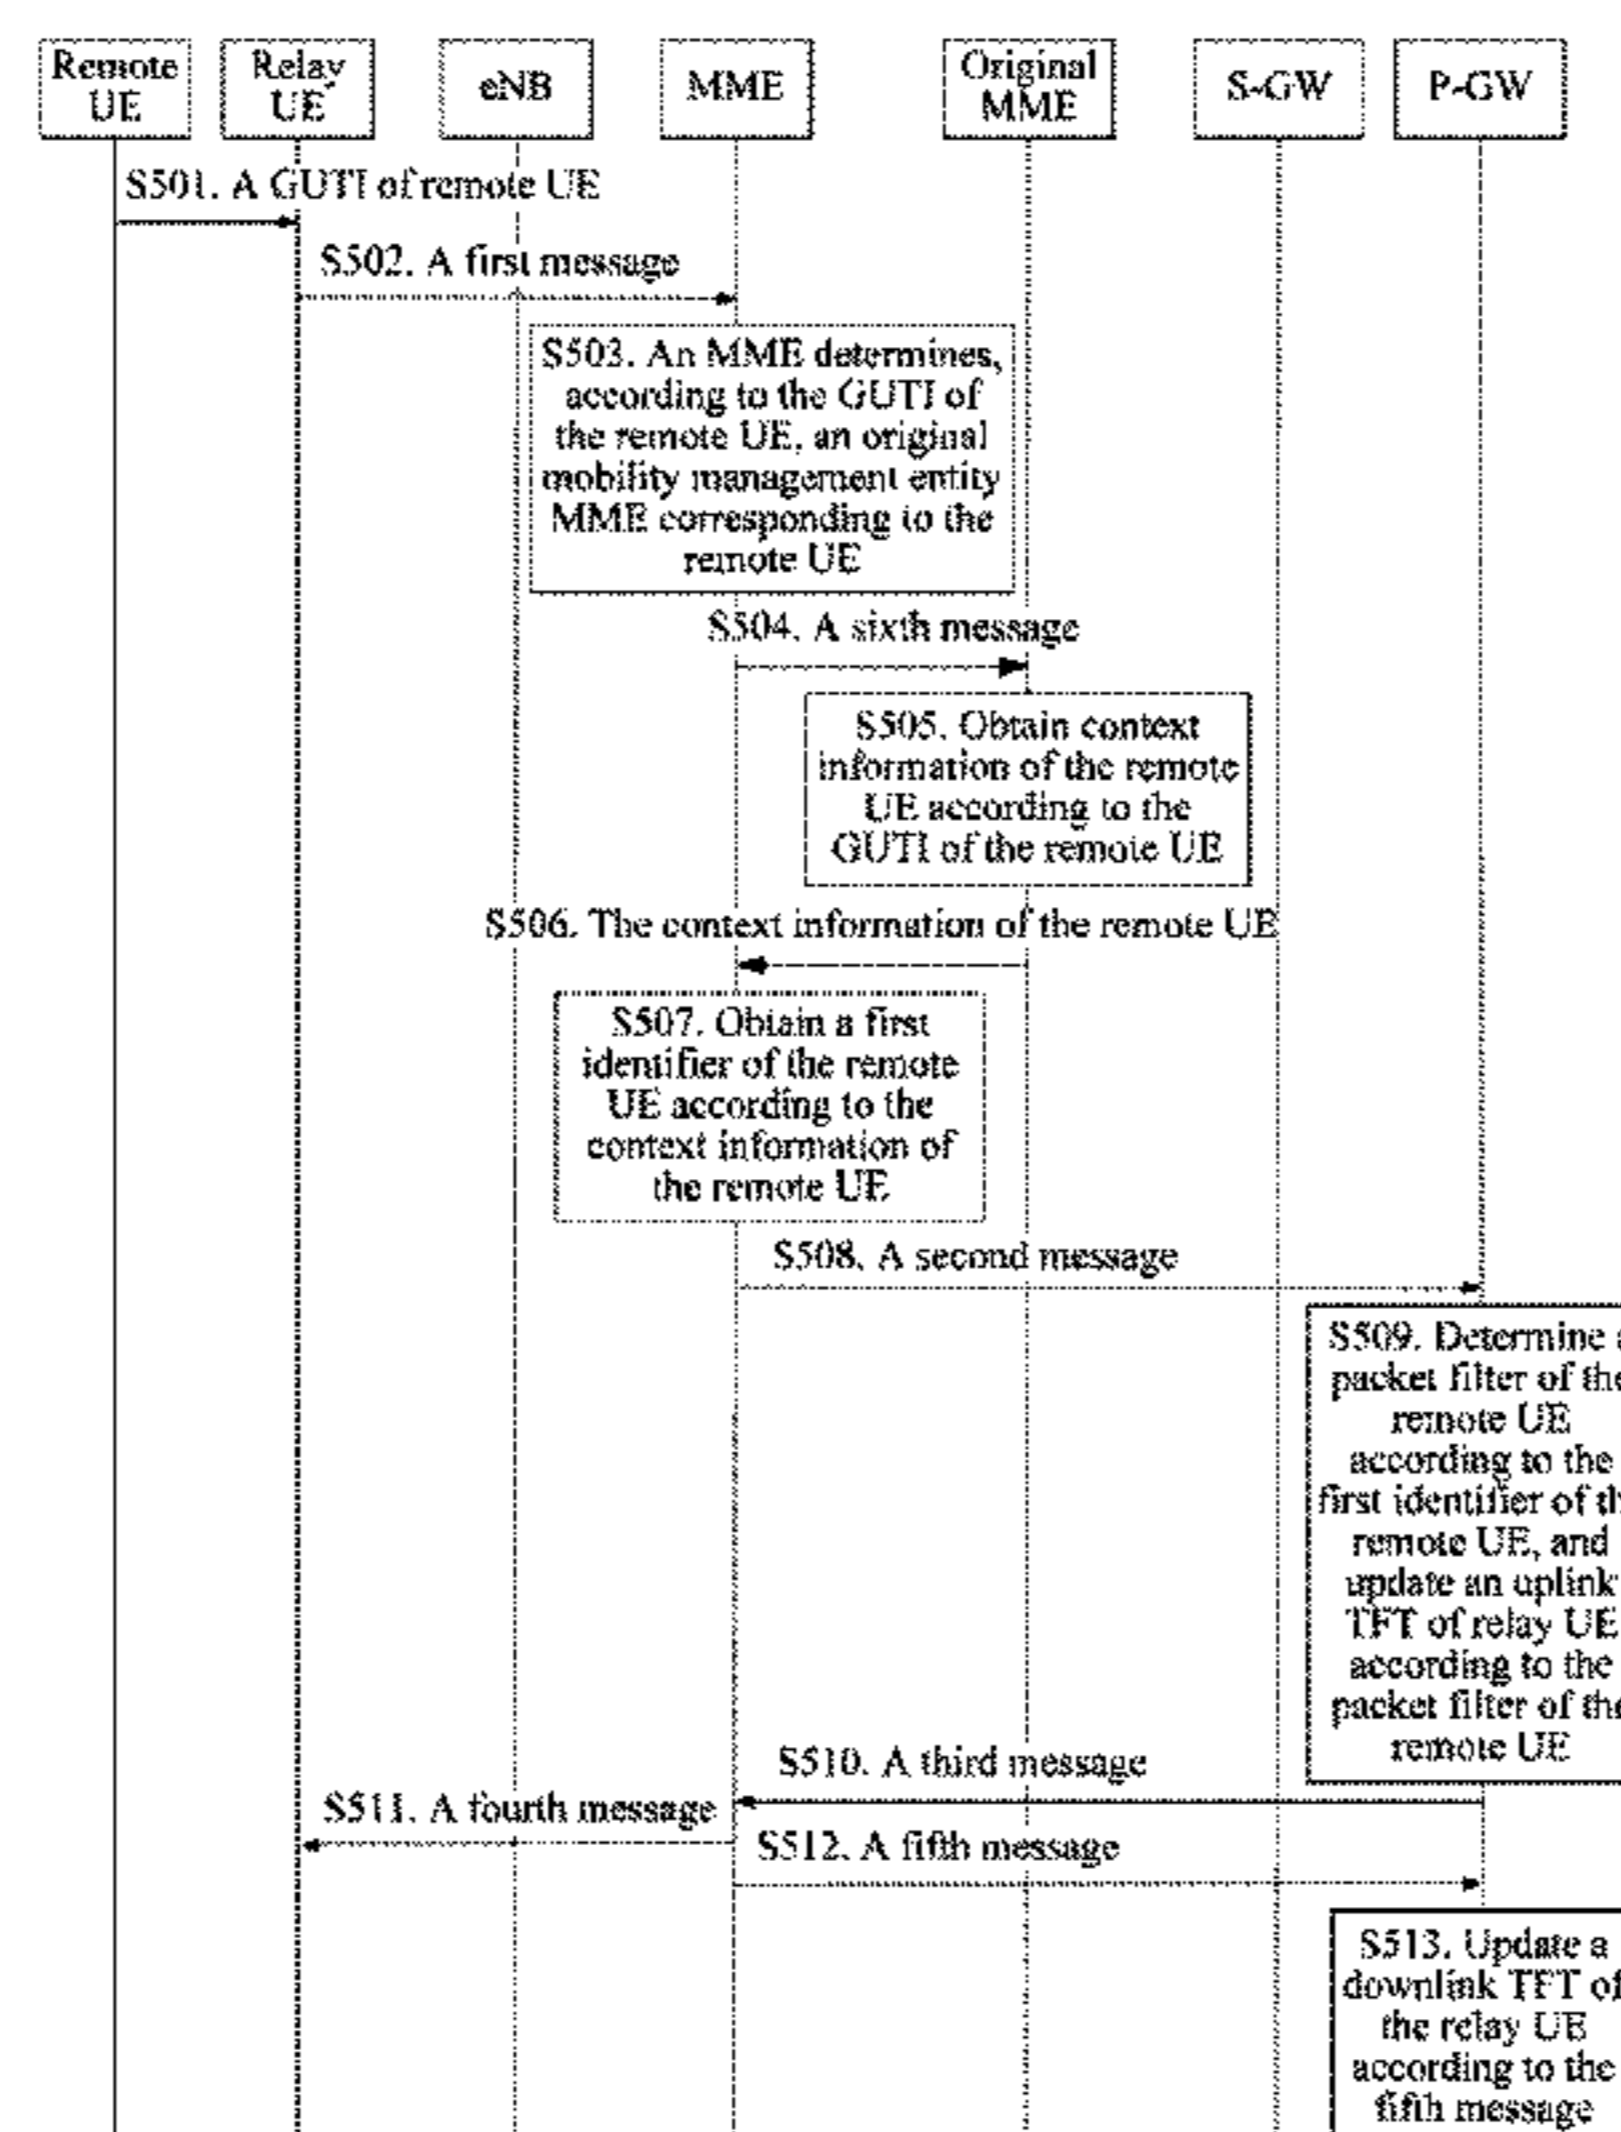 Remote
UE
Relay
UE
eNB
MME
Original
MME
S-GW
P-GW
S501. A GUTI of remote UE
S502. A first message
S503. An MME determines,
according to the GUTI of
the remote UE, an original
mobility management entity
MME corresponding to the
remote UE
S504. A sixth message
S505. Obtain context
information of the remote
UE according to the
GUTI of the remote UE
S506. The context information of the remote UE
S507. Obtain a first
identifier of the remote
UE according to the
context information of
the remote UE
S508. A second message
S509. Determine
packet filter of the
remote UE
according to the
first identifier of
remote UE, and
update an uplink
TFT of relay UE
according to the
packet filter of the
remote UE
S510. A third message
S511. A fourth message
S512. A fifth message
S513. Update a
downlink TFT of
the relay UE
according to the
fifth message